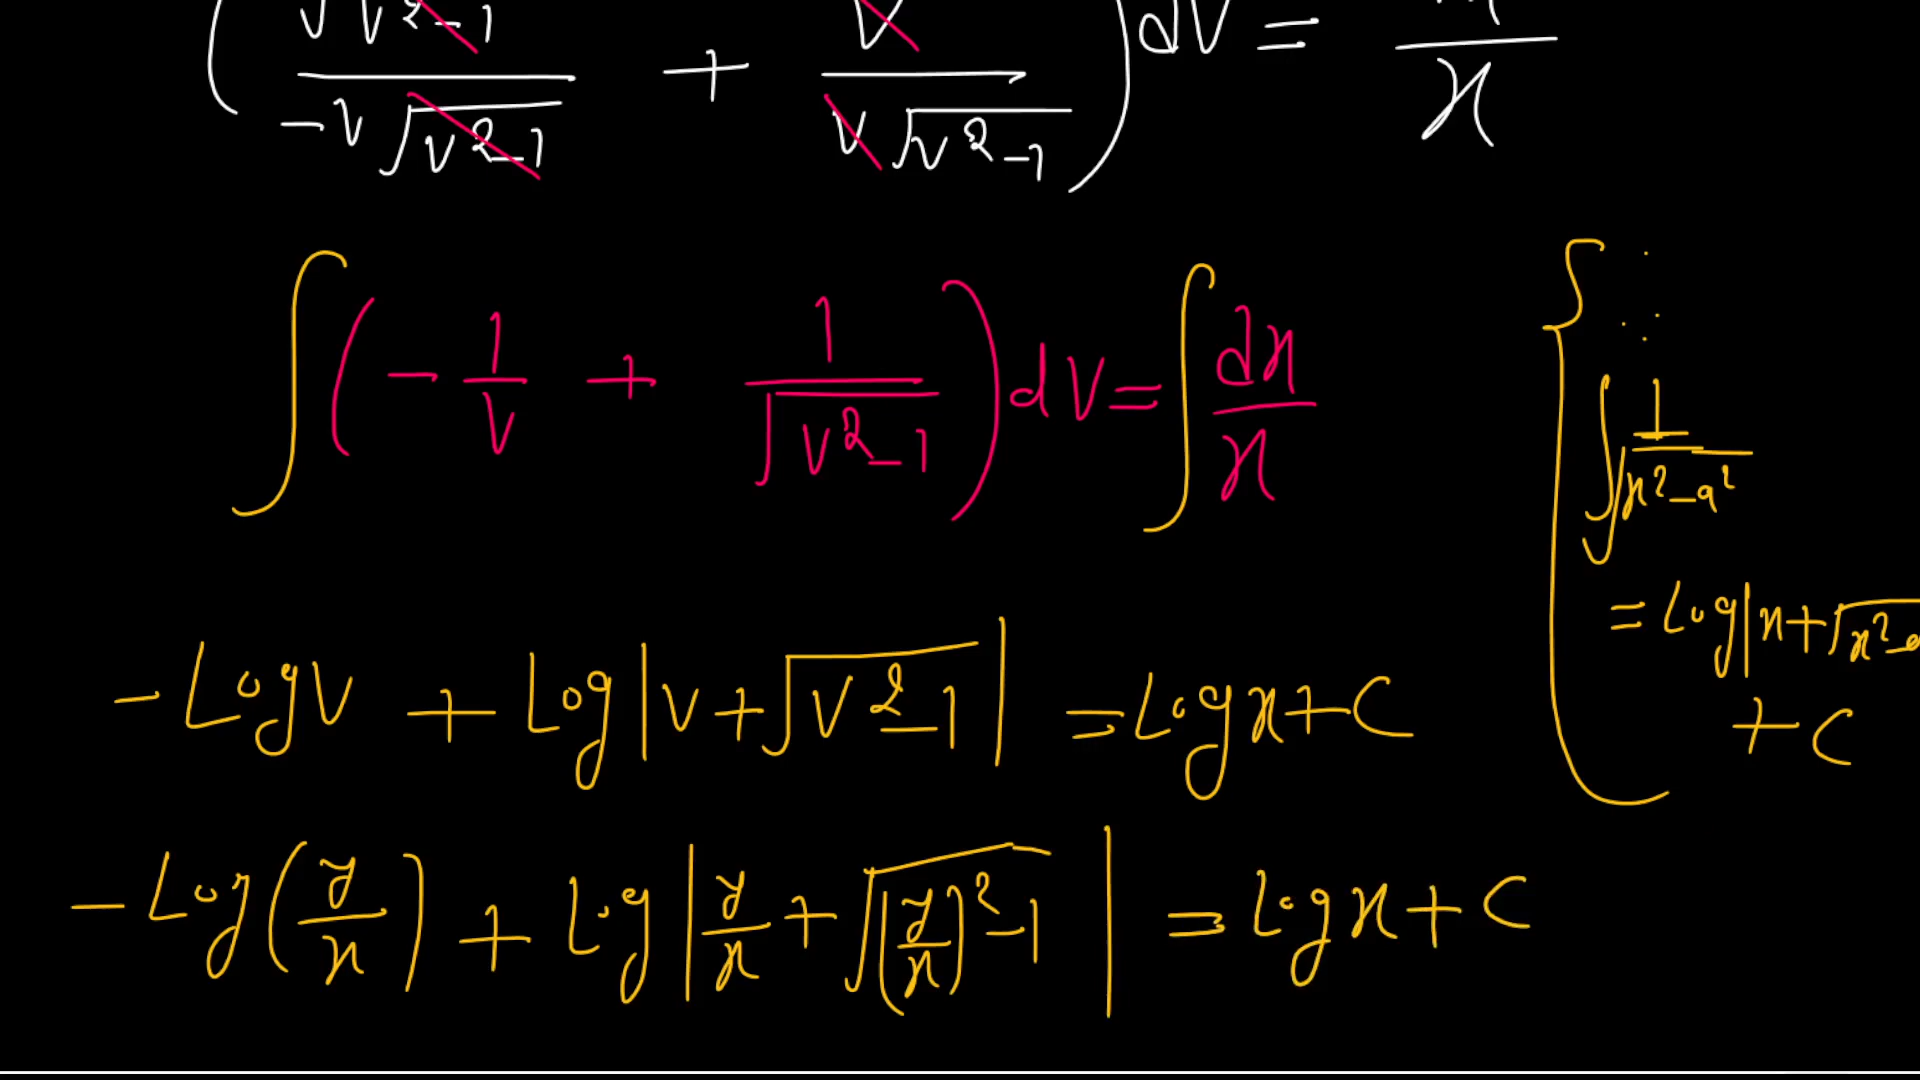 ( √v²-1 / -v√v²-1 + v / v√v²-1 ) dv = / x
∫ ( - 1/v + 1/√v²-1 ) dv = ∫ dx/x
{ ∵ ∫ 1/√x²-a²
= Log|x+√x²-
+ c
- Log v + Log|v+√v²-1| = Log x + c
- Log(y/x) + Log|y/x + √(y/x)²-1| = Log x + c